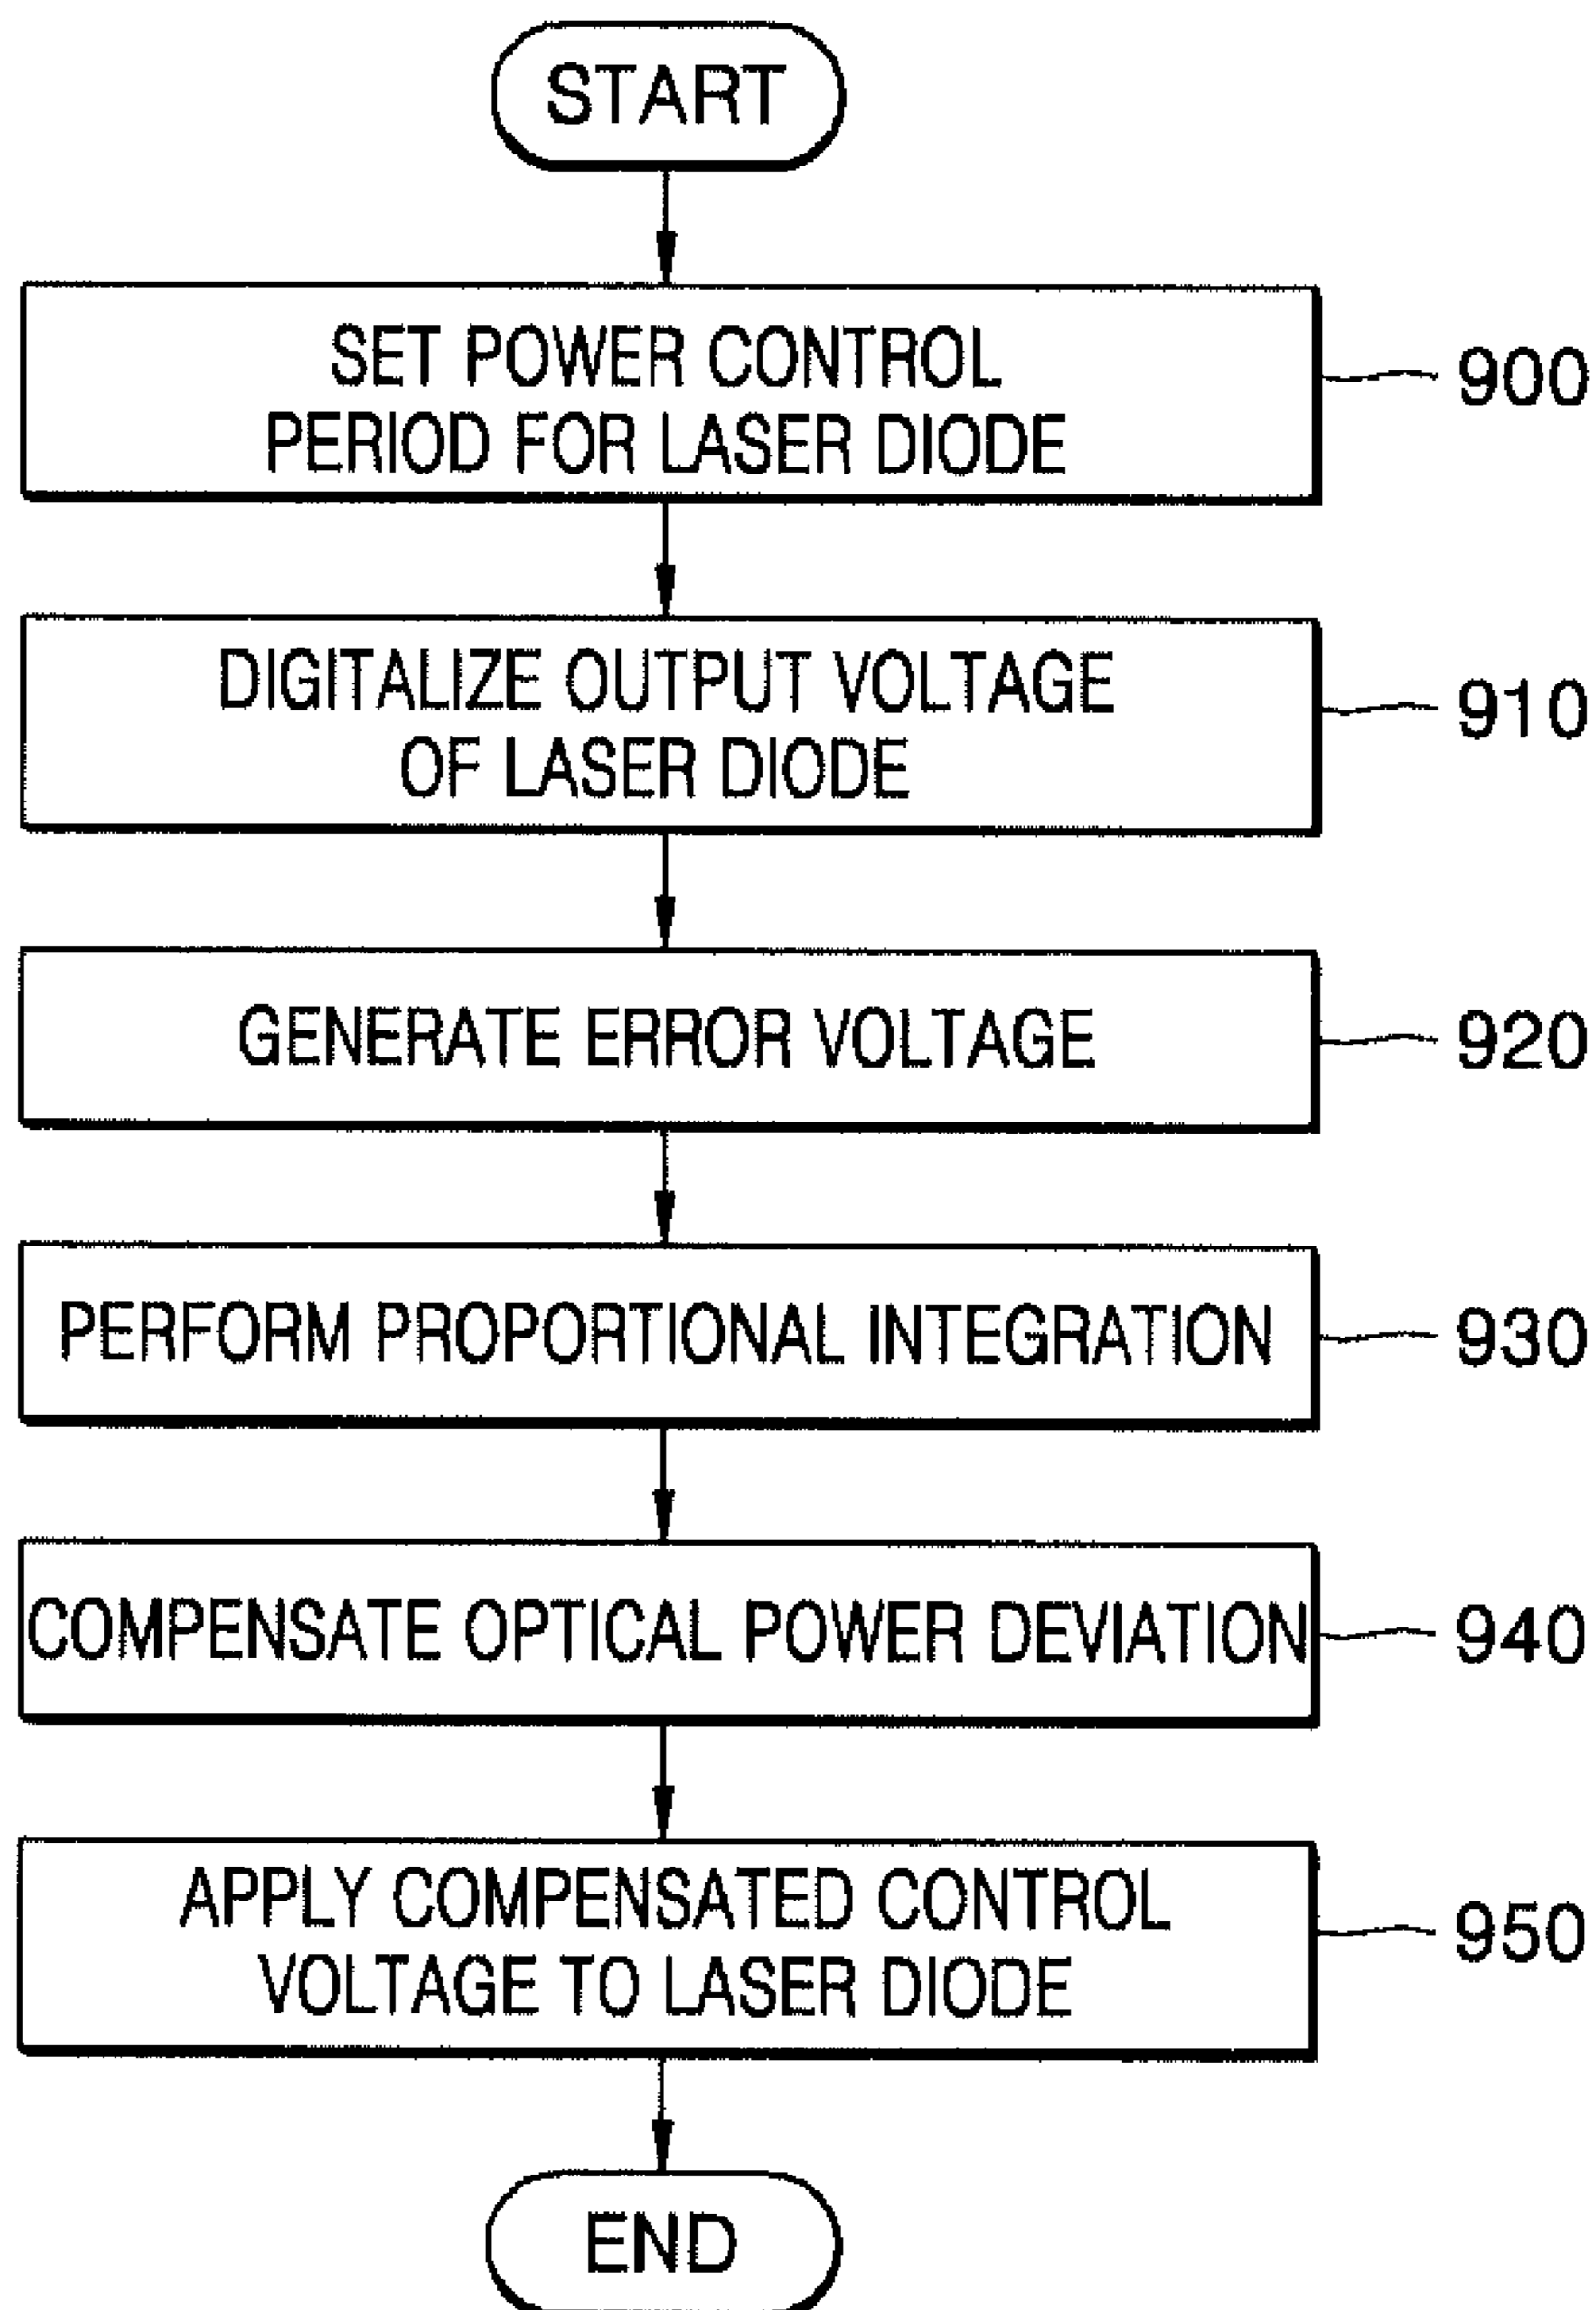 START
SET POWER CONTROL
PERIOD FOR LASER DIODE
900
DIGITALIZE OUTPUT VOLTAGE
OF LASER DIODE
910
GENERATE ERROR VOLTAGE
920
PERFORM PROPORTIONAL INTEGRATION
930
COMPENSATE OPTICAL POWER DEVIATION
940
APPLY COMPENSATED CONTROL
VOLTAGE TO LASER DIODE
950
END